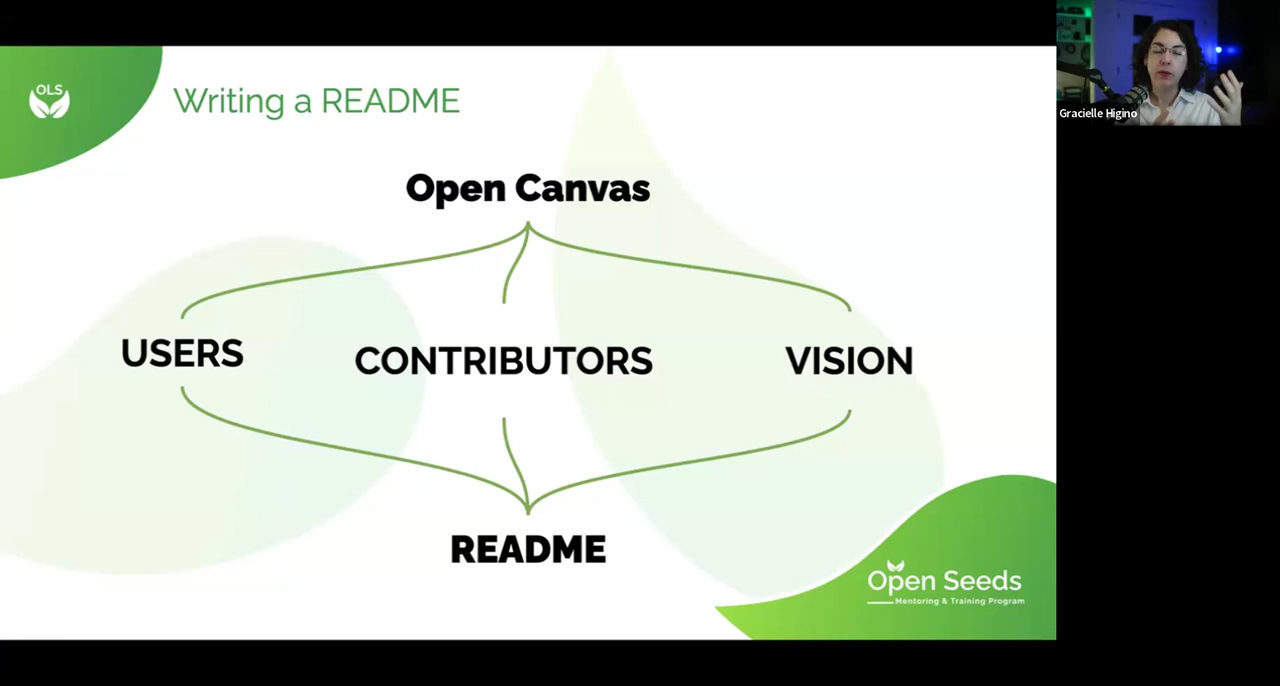 OLS
Writing a README
Gracielle Higino
Open Canvas
USERS
CONTRIBUTORS
VISION
README
Open Seeds
Mentoring & Training Program